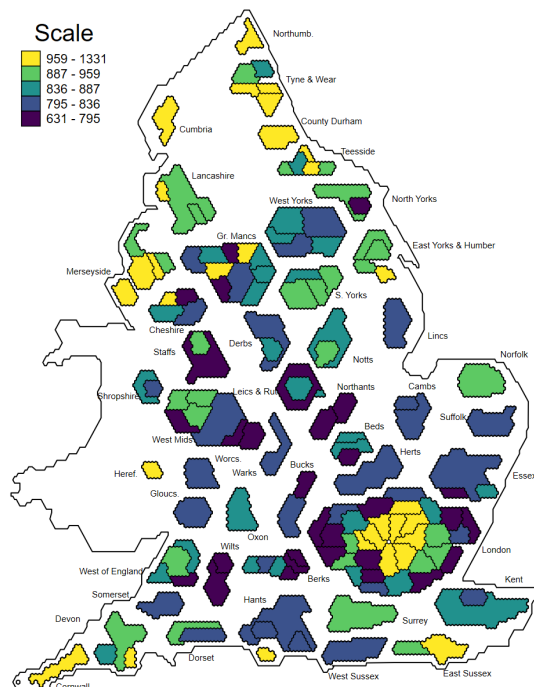 Scale
959 - 1331
887 - 959
836 - 887
795 - 836
631 - 795
Northumb.
Tyne & Wear
Cumbria
County Durham
Teesside
Lancashire
West Yorks
North Yorks
Gr. Mancs
East Yorks & Humber
Merseyside
S. Yorks
Cheshire
Derbs
Lincs
Staffs
Notts
Norfolk
Shropshire
Leics & Rut
Northants
Cambs
Suffolk
West Mids
Beds
Worcs.
Herts
Heref.
Warks
Bucks
Essex
Gloucs.
Oxon
Wilts
London
West of England
Berks
Kent
Somerset
Hants
Devon
Surrey
Dorset
West Sussex
East Sussex
Cornwall